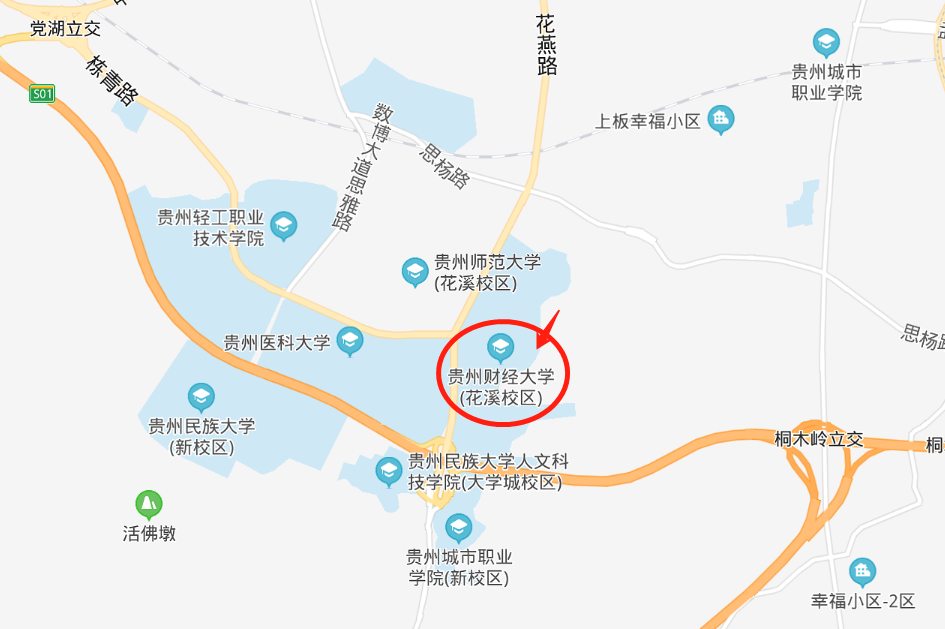 党湖立交
花燕路
栋青路
S01
贵州城市
职业学院
上板幸福小区
数博大道思雅路
思杨路
贵州轻工职业
技术学院
贵州师范大学
(花溪校区)
贵州医科大学
贵州财经大学
(花溪校区)
思杨路
贵州民族大学
(新校区)
桐木岭立交
桐
贵州民族大学人文科
技学院(大学城校区)
活佛墩
贵州城市职业
学院(新校区)
幸福小区-2区